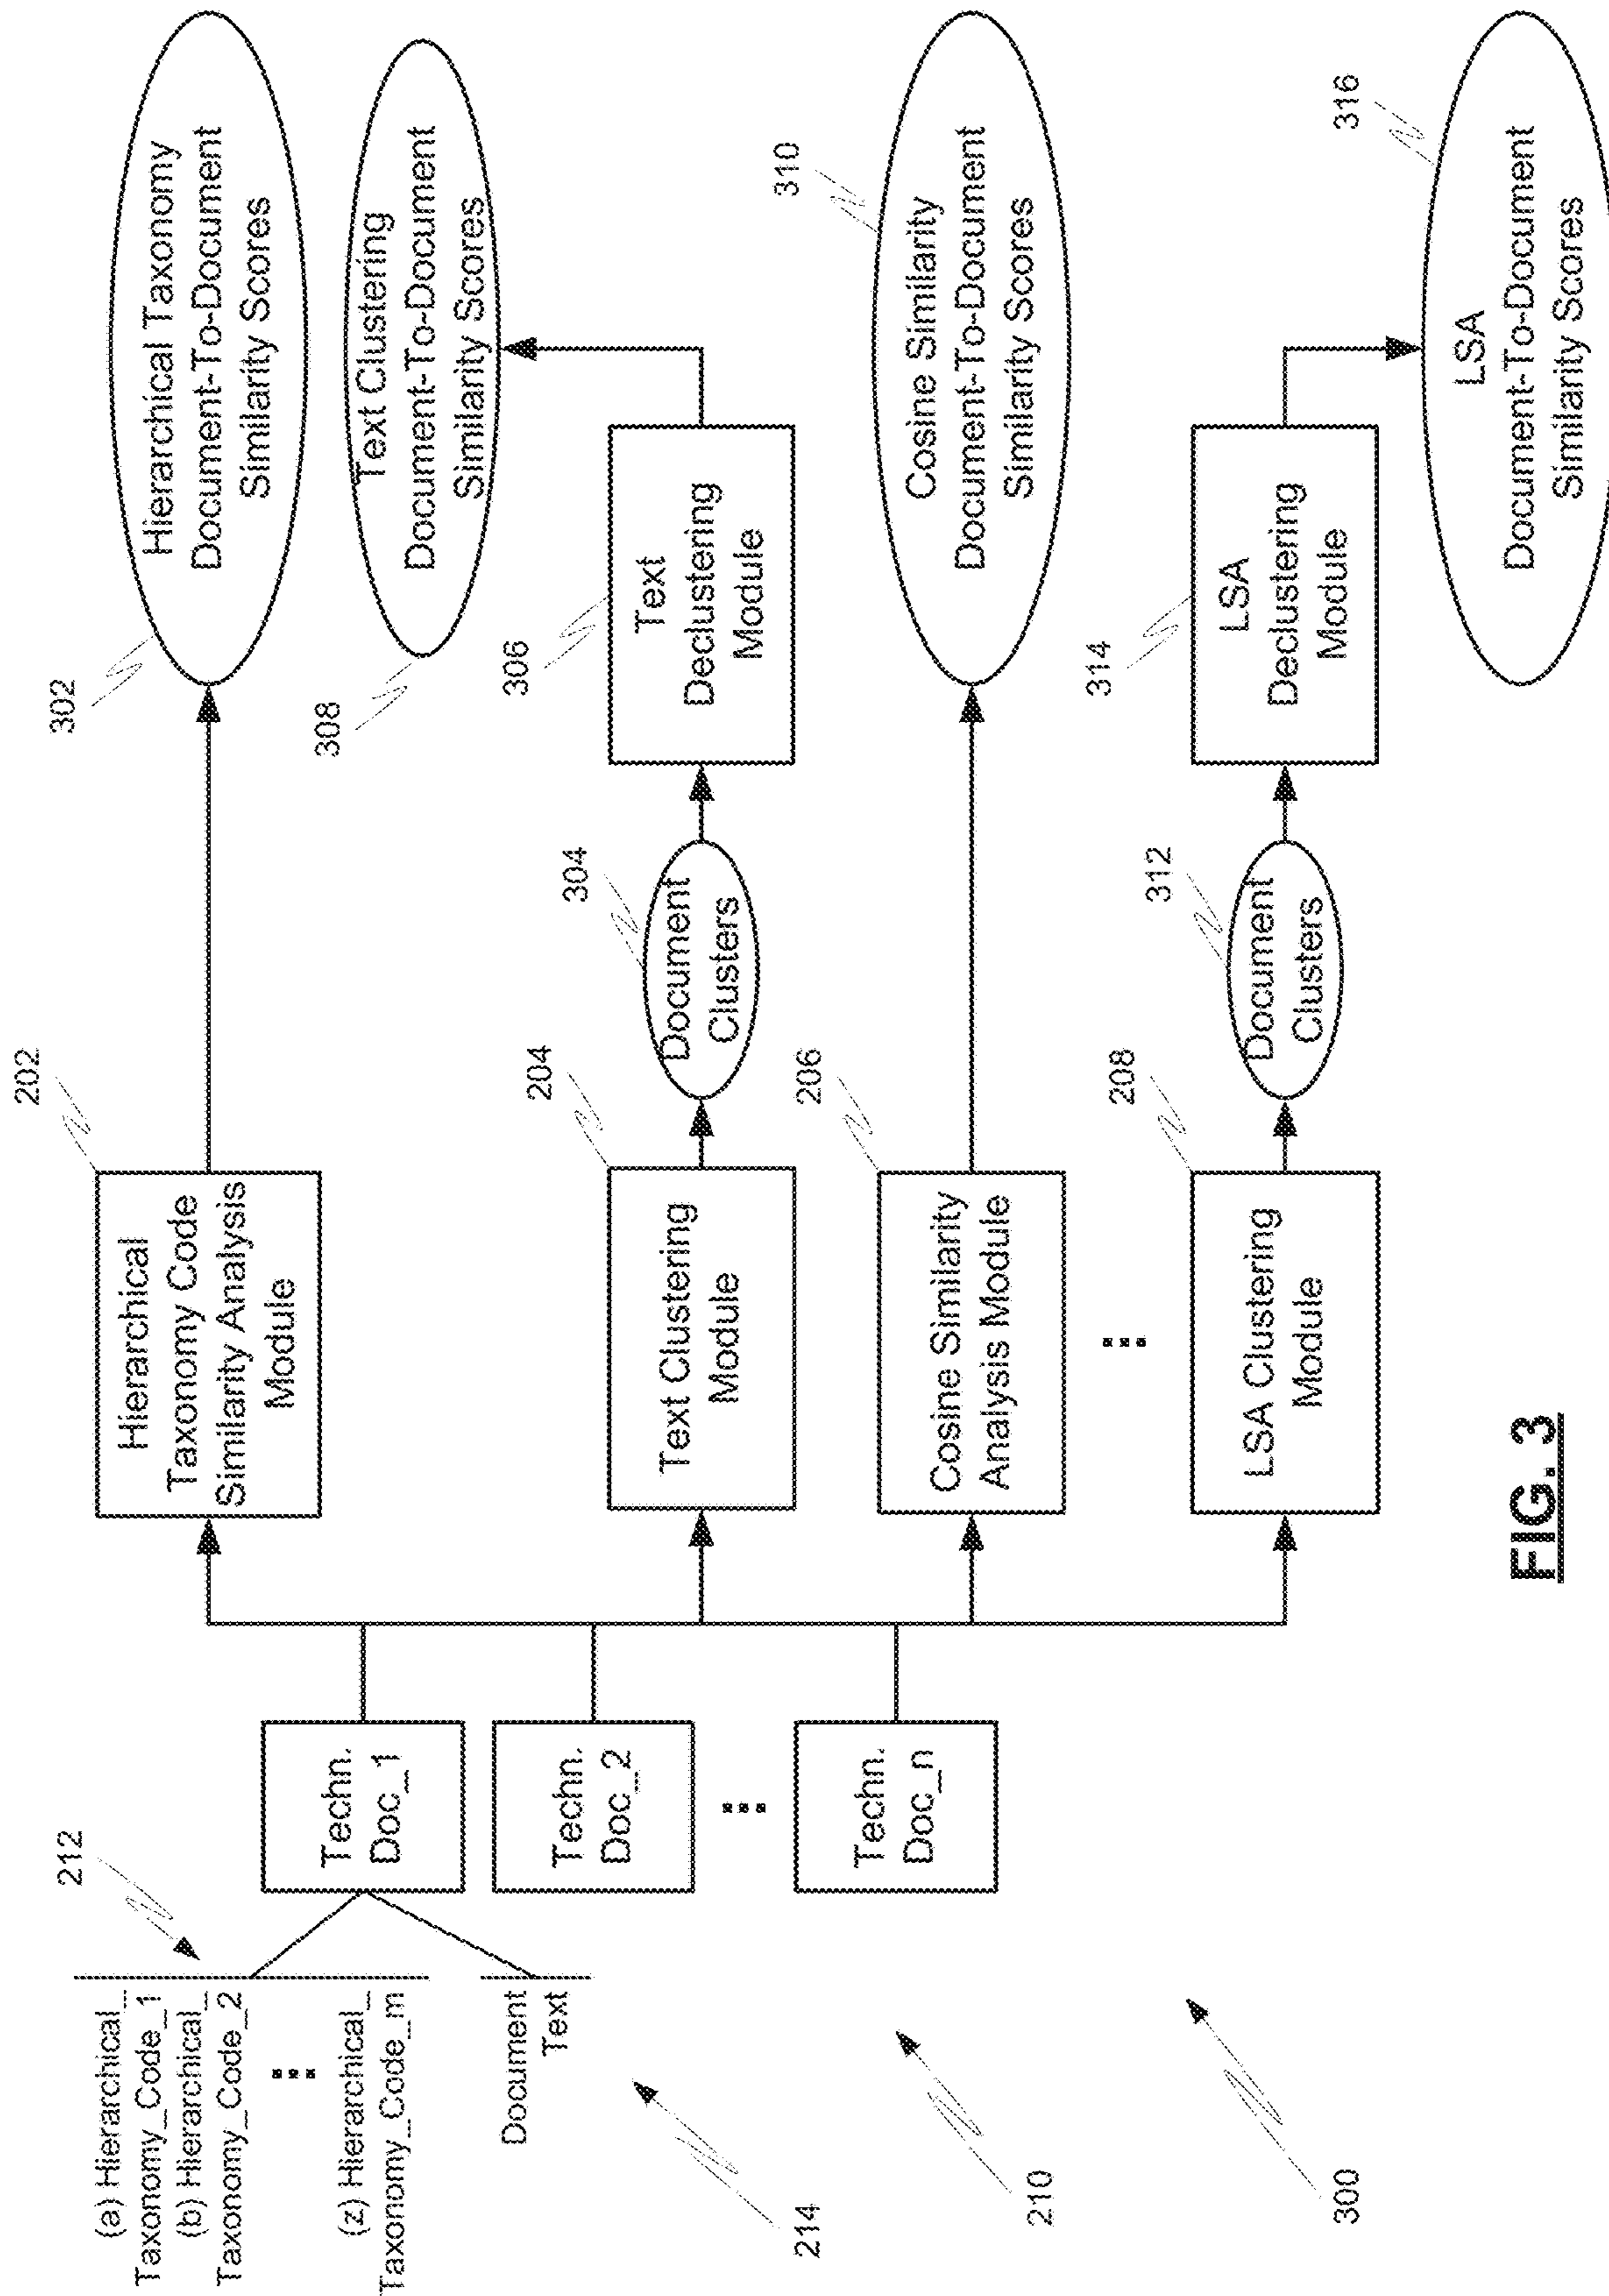 (a) Hierarchical_
Taxonomy_Code_1
(b) Hierarchical_
Taxonomy_Code_2
(z) Hierarchical_
Taxonomy_Code_m
212
Document
Text
214
210
300
Techn.
Doc_1
Techn.
Doc_2
Techn.
Doc_n
Hierarchical
Taxonomy Code
Similarity Analysis
Module
202
Hierarchical Taxonomy
Document-To-Document
Similarity Scores
302
Text Clustering
Module
204
Document
Clusters
304
Text
Declustering
Module
306
Text Clustering
Document-To-Document
Similarity Scores
308
Cosine Similarity
Analysis Module
206
Cosine Similarity
Document-To-Document
Similarity Scores
310
LSA Clustering
Module
208
Document
Clusters
312
LSA
Declustering
Module
314
LSA
Document-To-Document
Similarity Scores
316
FIG. 3